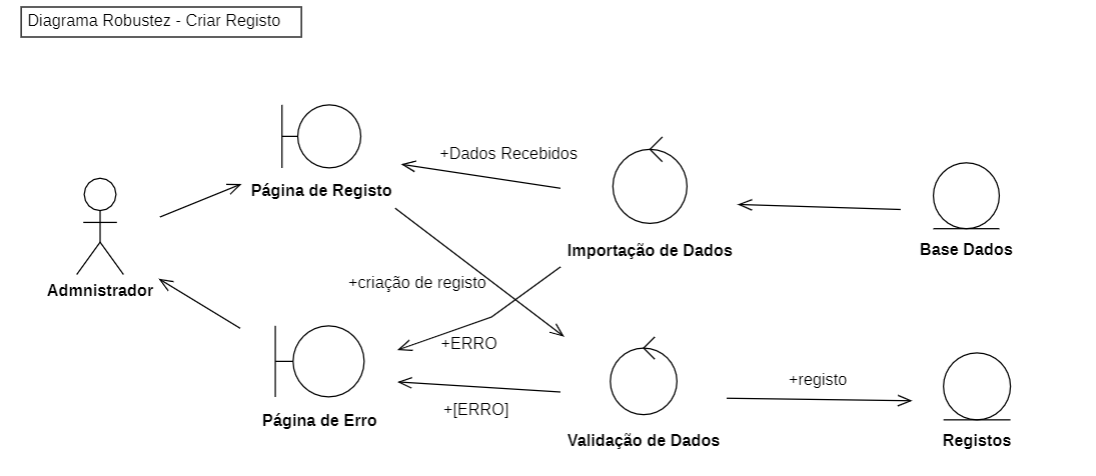 Diagrama Robustez - Criar Registo
+Dados Recebidos
Página de Registo
Importação de Dados
Base Dados
Admnistrador
+criação de registo
+ERRO
+registo
+[ERRO]
Página de Erro
Validação de Dados
Registos